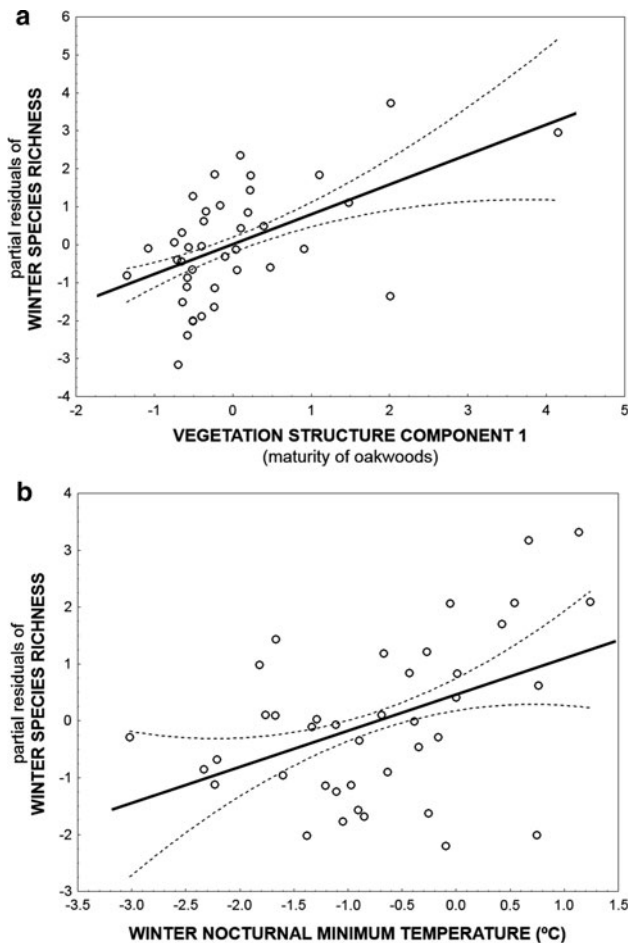 a
partial residuals of
WINTER SPECIES RICHNESS
6
5
4
3
2
1
0
-1
-2
-3
-4
-2 -1 0 1 2 3 4 5
VEGETATION STRUCTURE COMPONENT 1
(maturity of oakwoods)
b
partial residuals of
WINTER SPECIES RICHNESS
4
3
2
1
0
-1
-2
-3
-3.5 -3.0 -2.5 -2.0 -1.5 -1.0 -0.5 0.0 0.5 1.0 1.5
WINTER NOCTURNAL MINIMUM TEMPERATURE (ºC)